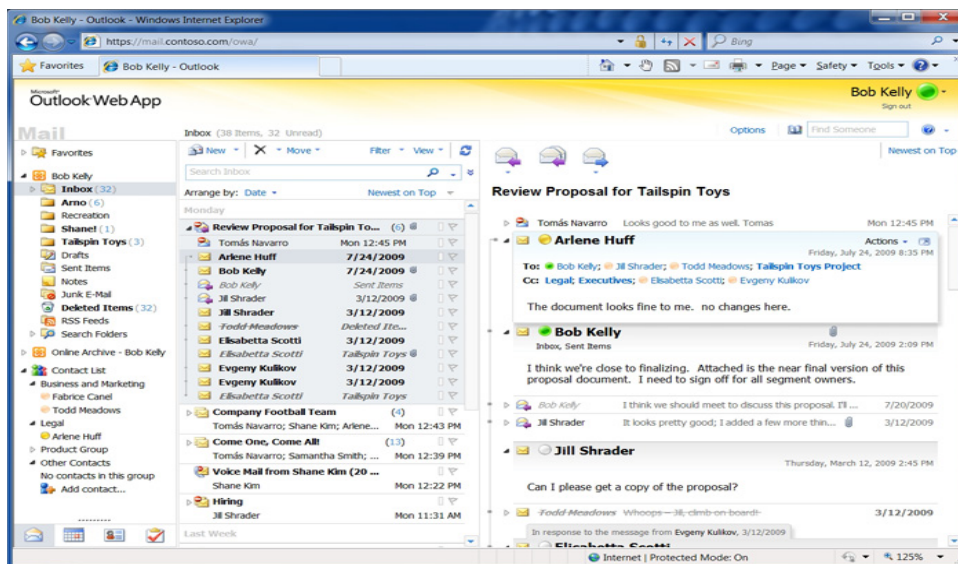 Bob Kelly - Outlook - Windows Internet Explorer
https://mail.contoso.com/owa/
Bing
Favorites
Bob Kelly - Outlook
Page
Safety
Tools
Microsoft
Outlook Web App
Bob Kelly
Sign out
Mail
Inbox (38 Items, 32 Unread)
Options
Find Someone
Favorites
Bob Kelly
Inbox (32)
Arno (6)
Recreation
Shane! (1)
Tailspin Toys (3)
Drafts
Sent Items
Notes
Junk E-Mail
Deleted Items (32)
RSS Feeds
Search Folders
Online Archive - Bob Kelly
Contact List
Business and Marketing
Fabrice Canel
Todd Meadows
Legal
Arlene Huff
Product Group
Other Contacts
No contacts in this group
Add contact...
New
Move
Filter
View
Search Inbox
Arrange by: Date
Newest on Top
Monday
Review Proposal for Tailspin To... (6)
Tomás Navarro Mon 12:45 PM
Arlene Huff 7/24/2009
Bob Kelly 7/24/2009
Bob Kelly Sent Items
Jil Shrader 3/12/2009
Jill Shrader 3/12/2009
Todd Meadows Deleted Ite...
Elisabetta Scotti 3/12/2009
Elisabetta Scotti Tailspin Toys
Evgeny Kulikov 3/12/2009
Evgeny Kulikov 3/12/2009
Elisabetta Scotti Tailspin Toys
Company Football Team (4)
Tomás Navarro; Shane Kim; Arlene... Mon 12:43 PM
Come One, Come All! (13)
Tomás Navarro; Samantha Smith; ... Mon 12:39 PM
Voice Mail from Shane Kim (20 ...
Shane Kim Mon 12:22 PM
Hiring
Jil Shrader Mon 11:31 AM
Last Week
Newest on Top
Review Proposal for Tailspin Toys
Tomás Navarro Looks good to me as well. Tomas Mon 12:45 PM
Arlene Huff Actions
Friday, July 24, 2009 8:35 PM
To: Bob Kelly; Jil Shrader; Todd Meadows; Tailspin Toys Project
Cc: Legal; Executives; Elisabetta Scotti; Evgeny Kulikov
The document looks fine to me. no changes here.
Bob Kelly
Inbox, Sent Items Friday, July 24, 2009 2:09 PM
I think we're close to finalizing. Attached is the near final version of this
proposal document. I need to sign off for all segment owners.
Bob Kelly I think we should meet to discuss this proposal. I'll ... 7/20/2009
Jil Shrader It looks pretty good; I added a few more thin... 3/12/2009
Jill Shrader
Thursday, March 12, 2009 2:45 PM
Can I please get a copy of the proposal?
Todd Meadows Whoops - Jil, climb on board! 3/12/2009
In response to the message from Evgeny Kulikov, 3/12/2009
Elisabetta Scotti
Internet | Protected Mode: On
125%